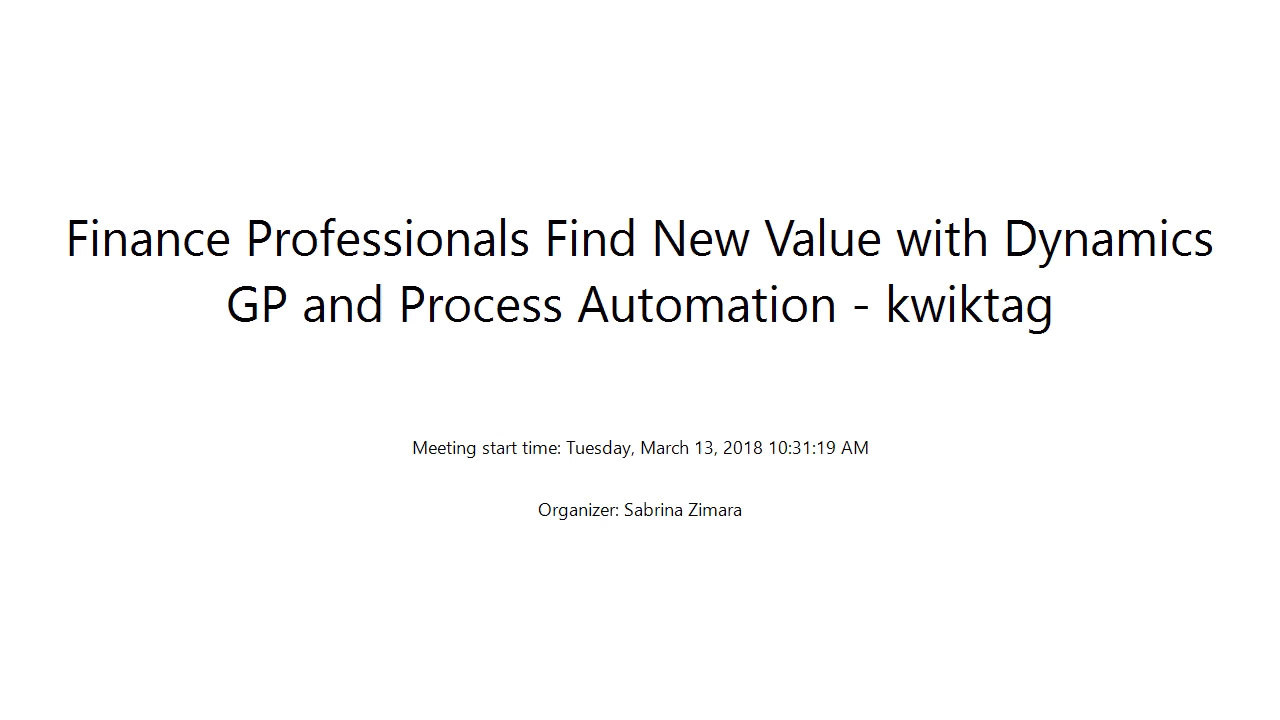 Finance Professionals Find New Value with Dynamics
GP and Process Automation - kwiktag
Meeting start time: Tuesday, March 13, 2018 10:31:19 AM
Organizer: Sabrina Zimara